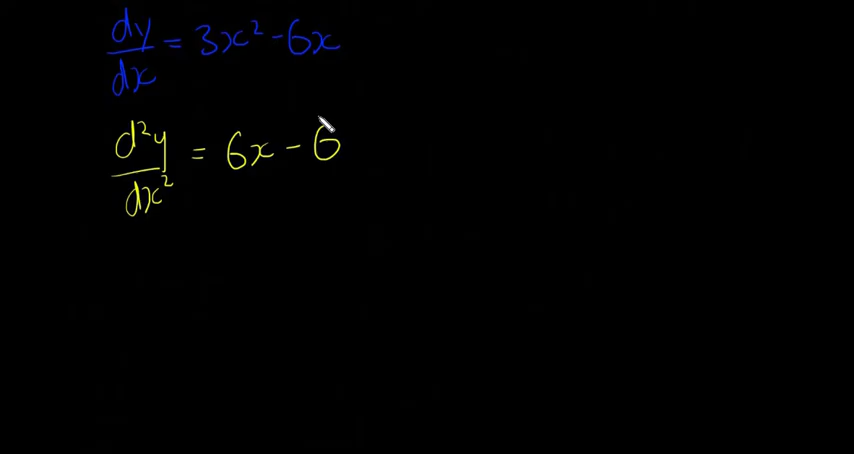 dy/dx = 3x² - 6x
d²y/dx² = 6x - 6